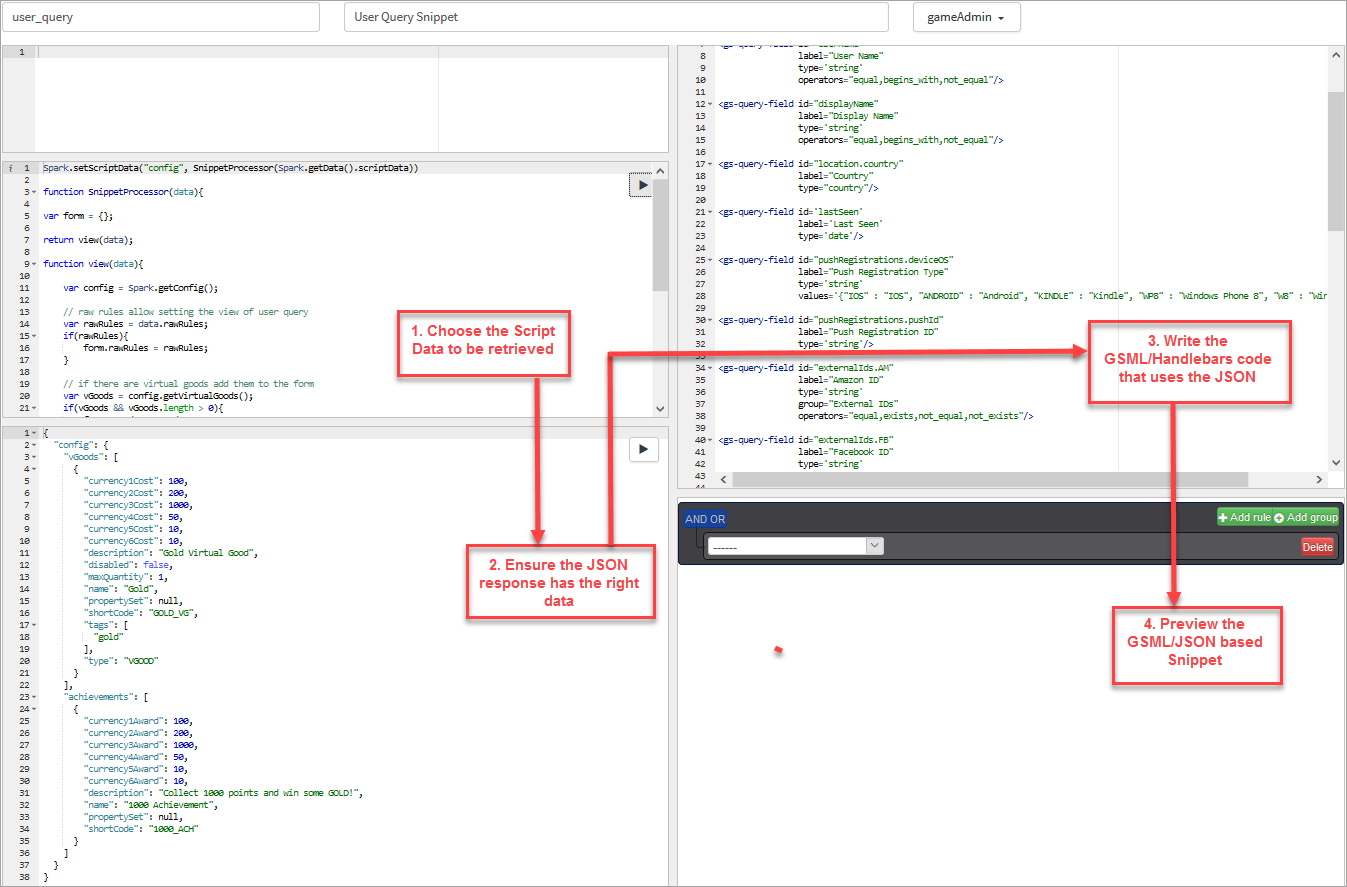 user_query
User Query Snippet
gameAdmin
1
i 1 Spark.setScriptData("config", SnippetProcessor(Spark.getData().scriptData))
2
3 function SnippetProcessor(data){
4
5 var form = {};
6
7 return view(data);
8
9 function view(data){
10
11 var config = Spark.getConfig();
12
13 // raw rules allow setting the view of user query
14 var rawRules = data.rawRules;
15 if(rawRules){
16 form.rawRules = rawRules;
17 }
18
19 // if there are virtual goods add them to the form
20 var vGoods = config.getVirtualGoods();
21 if(vGoods && vGoods.length > 0){
1 {
2 "config": {
3 "vGoods": [
4 {
5 "currency1Cost": 100,
6 "currency2Cost": 200,
7 "currency3Cost": 1000,
8 "currency4Cost": 50,
9 "currency5Cost": 10,
10 "currency6Cost": 10,
11 "description": "Gold Virtual Good",
12 "disabled": false,
13 "maxQuantity": 1,
14 "name": "Gold",
15 "propertySet": null,
16 "shortCode": "GOLD_VG",
17 "tags": [
18 "gold"
19 ],
20 "type": "VGOOD"
21 }
22 ],
23 "achievements": [
24 {
25 "currency1Award": 100,
26 "currency2Award": 200,
27 "currency3Award": 1000,
28 "currency4Award": 50,
29 "currency5Award": 10,
30 "currency6Award": 10,
31 "description": "Collect 1000 points and win some GOLD!",
32 "name": "1000 Achievement",
33 "propertySet": null,
34 "shortCode": "1000_ACH"
35 }
36 ]
37 }
38 }
8 label="User Name"
9 type='string'
10 operators="equal,begins_with,not_equal"/>
11
12 <gs-query-field id="displayName"
13 label="Display Name"
14 type='string'
15 operators="equal,begins_with,not_equal"/>
16
17 <gs-query-field id="location.country"
18 label="Country"
19 type="country"/>
20
21 <gs-query-field id='lastSeen'
22 label='Last Seen'
23 type='date'/>
24
25 <gs-query-field id="pushRegistrations.deviceOS"
26 label="Push Registration Type"
27 type='string'
28 values='{"IOS" : "IOS", "ANDROID" : "Android", "KINDLE" : "Kindle", "WP8" : "Windows Phone 8", "W8" : "Wir
29
30 <gs-query-field id="pushRegistrations.pushId"
31 label="Push Registration ID"
32 type='string'/>
33
34 <gs-query-field id="externalIds.AM"
35 label="Amazon ID"
36 type='string'
37 group="External IDs"
38 operators="equal,exists,not_equal,not_exists"/>
39
40 <gs-query-field id="externalIds.FB"
41 label="Facebook ID"
42 type='string'
43
AND OR
Add rule Add group
------
Delete
1. Choose the Script
Data to be retrieved
2. Ensure the JSON
response has the right
data
3. Write the
GSML/Handlebars code
that uses the JSON
4. Preview the
GSML/JSON based
Snippet